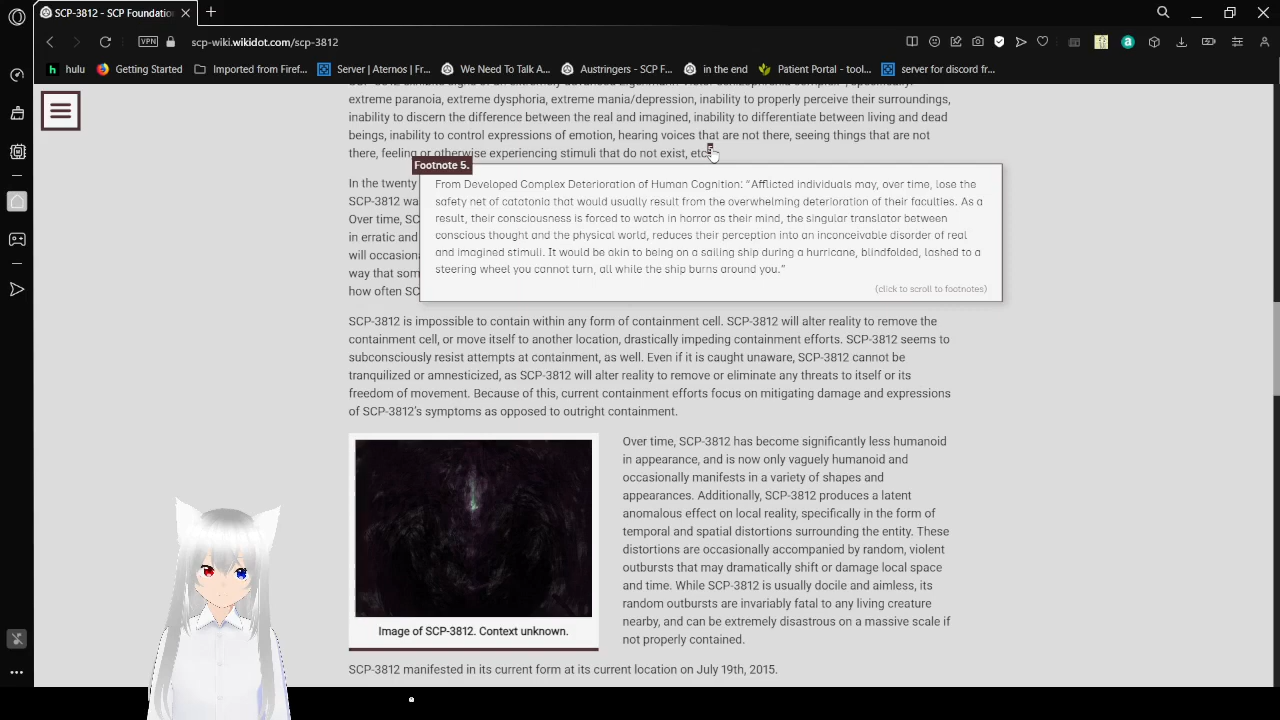 SCP-3812 - SCP Foundation
scp-wiki.wikidot.com/scp-3812
VPN
hulu
Getting Started
Imported from Firef...
Server | Aternos | Fr...
We Need To Talk A...
Austringers - SCP F...
in the end
Patient Portal - tool...
server for discord fr...
extreme paranoia, extreme dysphoria, extreme mania/depression, inability to properly perceive their surroundings,
inability to discern the difference between the real and imagined, inability to differentiate between living and dead
beings, inability to control expressions of emotion, hearing voices that are not there, seeing things that are not
there, feeling or otherwise experiencing stimuli that do not exist, etc.
Footnote 5.
From Developed Complex Deterioration of Human Cognition: “Afflicted individuals may, over time, lose the
safety net of catatonia that would usually result from the overwhelming deterioration of their faculties. As a
result, their consciousness is forced to watch in horror as their mind, the singular translator between
conscious thought and the physical world, reduces their perception into an inconceivable disorder of real
and imagined stimuli. It would be akin to being on a sailing ship during a hurricane, blindfolded, lashed to a
steering wheel you cannot turn, all while the ship burns around you.”
(click to scroll to footnotes)
In the twenty
SCP-3812 wa
Over time, SC
in erratic and
will occasiona
way that som
how often SC
SCP-3812 is impossible to contain within any form of containment cell. SCP-3812 will alter reality to remove the
containment cell, or move itself to another location, drastically impeding containment efforts. SCP-3812 seems to
subconsciously resist attempts at containment, as well. Even if it is caught unaware, SCP-3812 cannot be
tranquilized or amnesticized, as SCP-3812 will alter reality to remove or eliminate any threats to itself or its
freedom of movement. Because of this, current containment efforts focus on mitigating damage and expressions
of SCP-3812's symptoms as opposed to outright containment.
Image of SCP-3812. Context unknown.
Over time, SCP-3812 has become significantly less humanoid
in appearance, and is now only vaguely humanoid and
occasionally manifests in a variety of shapes and
appearances. Additionally, SCP-3812 produces a latent
anomalous effect on local reality, specifically in the form of
temporal and spatial distortions surrounding the entity. These
distortions are occasionally accompanied by random, violent
outbursts that may dramatically shift or damage local space
and time. While SCP-3812 is usually docile and aimless, its
random outbursts are invariably fatal to any living creature
nearby, and can be extremely disastrous on a massive scale if
not properly contained.
SCP-3812 manifested in its current form at its current location on July 19th, 2015.